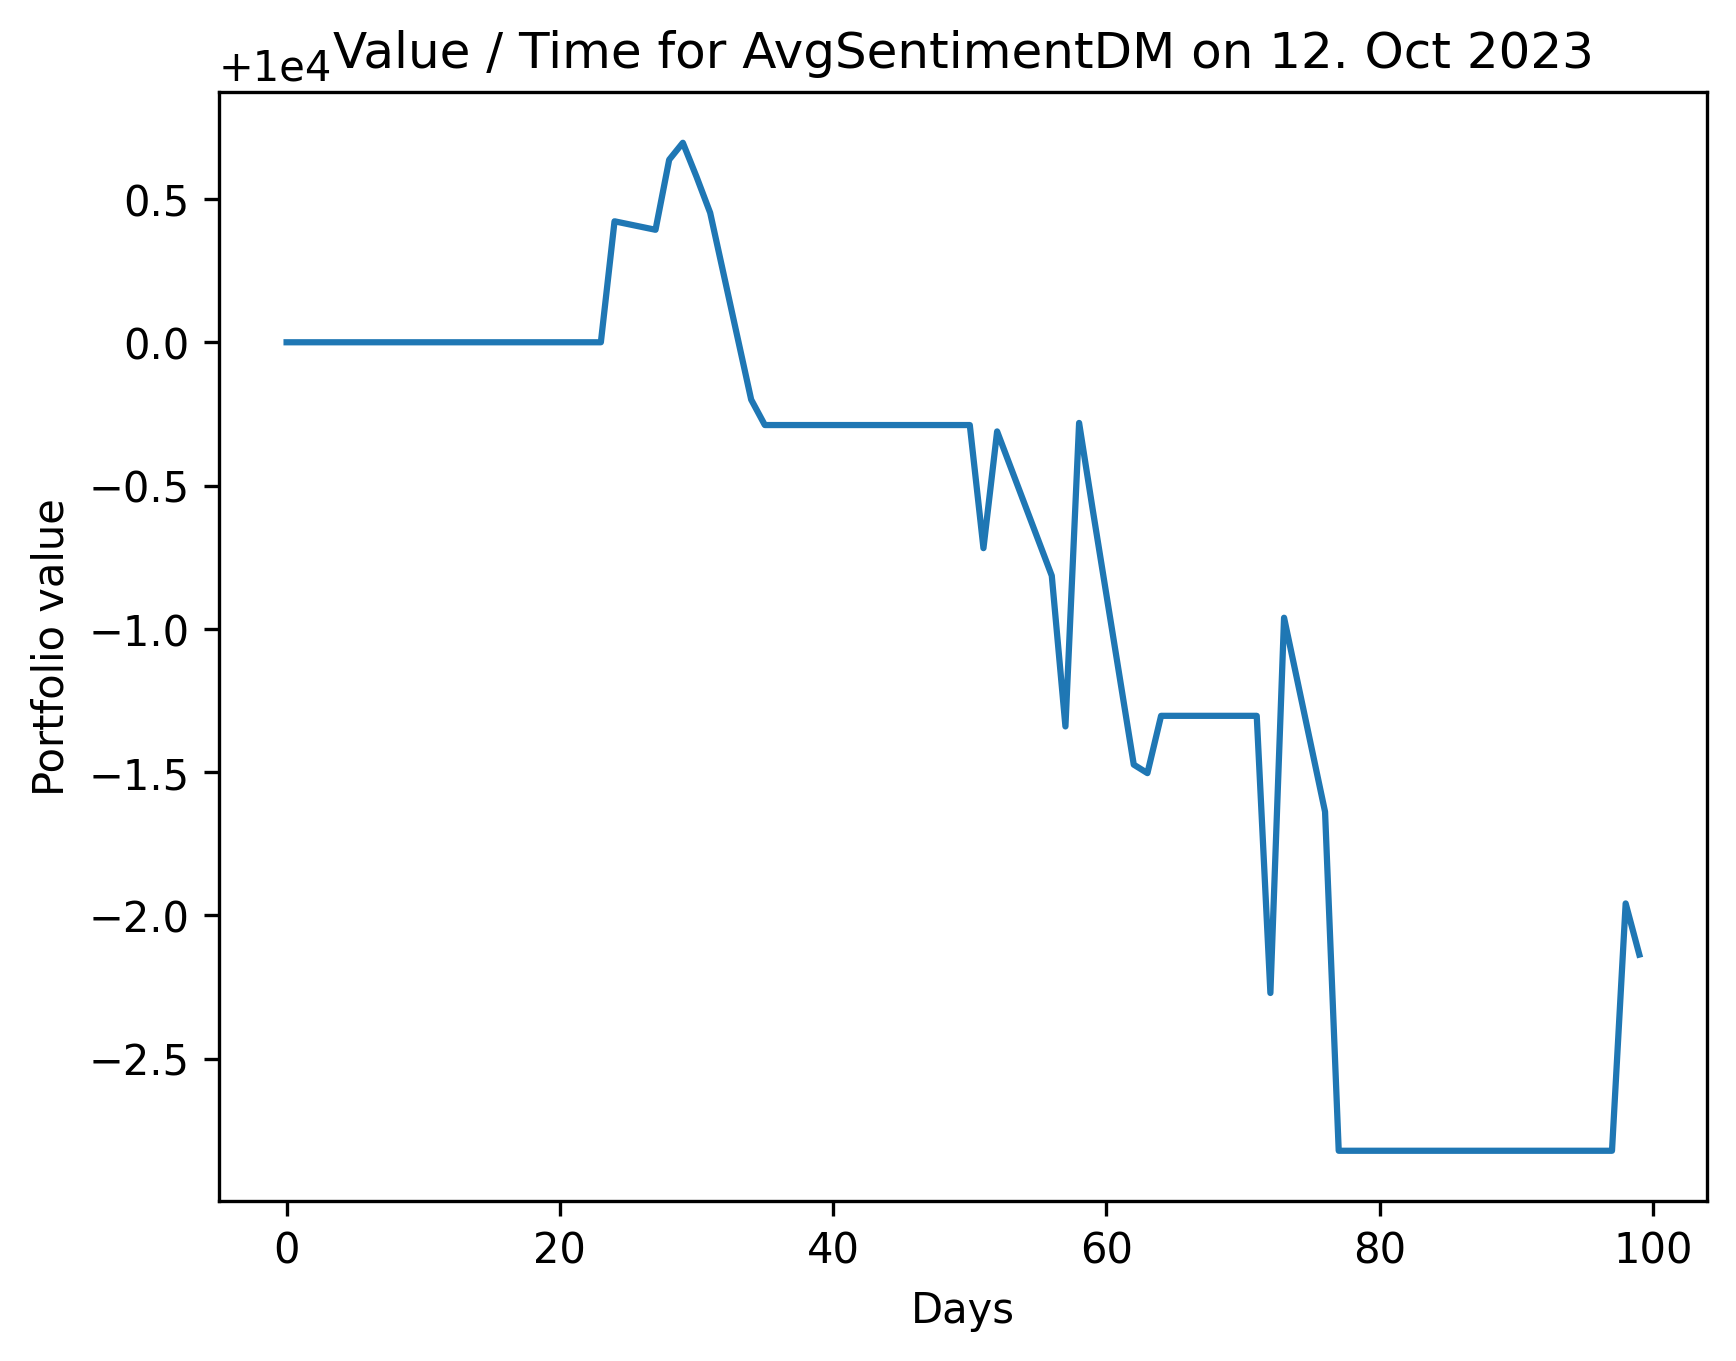 Value / Time for AvgSentimentDM on 12. Oct 2023
+1e4
0.5
0.0
−0.5
−1.0
−1.5
−2.0
−2.5
Portfolio value
0 20 40 60 80 100
Days